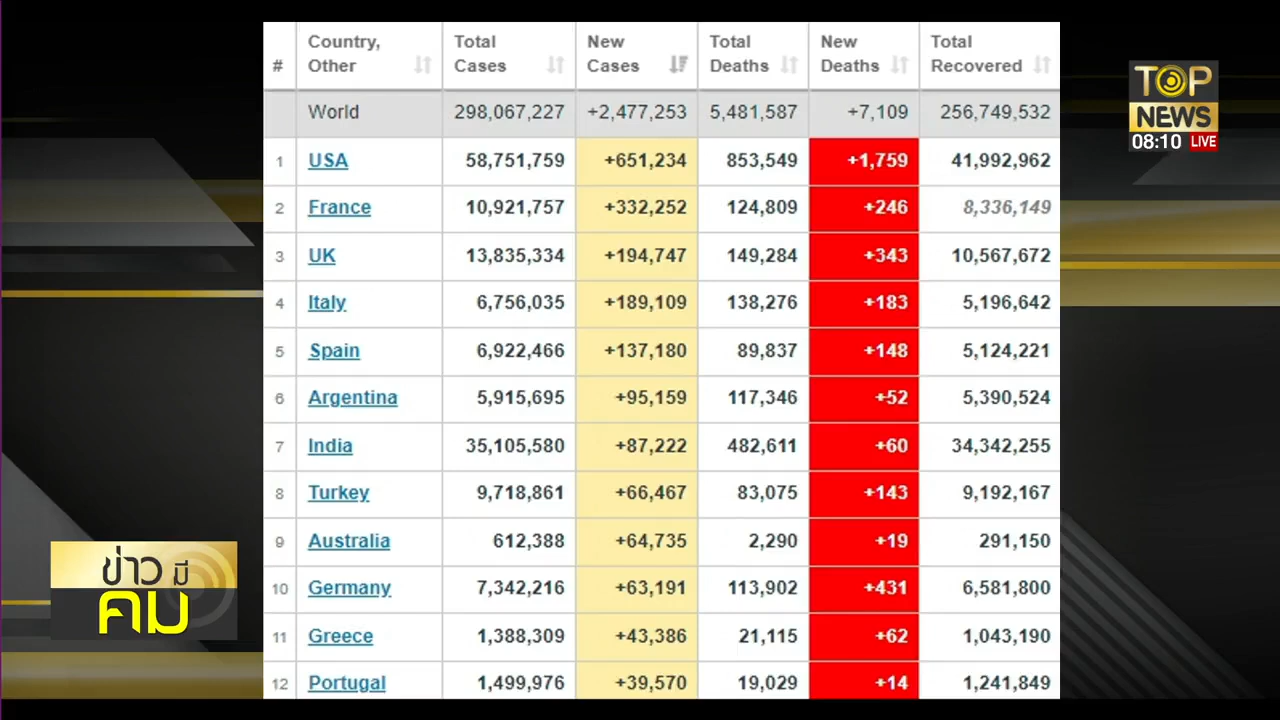 # Country, Other Total Cases New Cases Total Deaths New Deaths Total Recovered
World 298,067,227 +2,477,253 5,481,587 +7,109 256,749,532
1 USA 58,751,759 +651,234 853,549 +1,759 41,992,962
2 France 10,921,757 +332,252 124,809 +246 8,336,149
3 UK 13,835,334 +194,747 149,284 +343 10,567,672
4 Italy 6,756,035 +189,109 138,276 +183 5,196,642
5 Spain 6,922,466 +137,180 89,837 +148 5,124,221
6 Argentina 5,915,695 +95,159 117,346 +52 5,390,524
7 India 35,105,580 +87,222 482,611 +60 34,342,255
8 Turkey 9,718,861 +66,467 83,075 +143 9,192,167
9 Australia 612,388 +64,735 2,290 +19 291,150
10 Germany 7,342,216 +63,191 113,902 +431 6,581,800
11 Greece 1,388,309 +43,386 21,115 +62 1,043,190
12 Portugal 1,499,976 +39,570 19,029 +14 1,241,849
TOP
NEWS
08:10 LIVE
ข่าวมี
คม